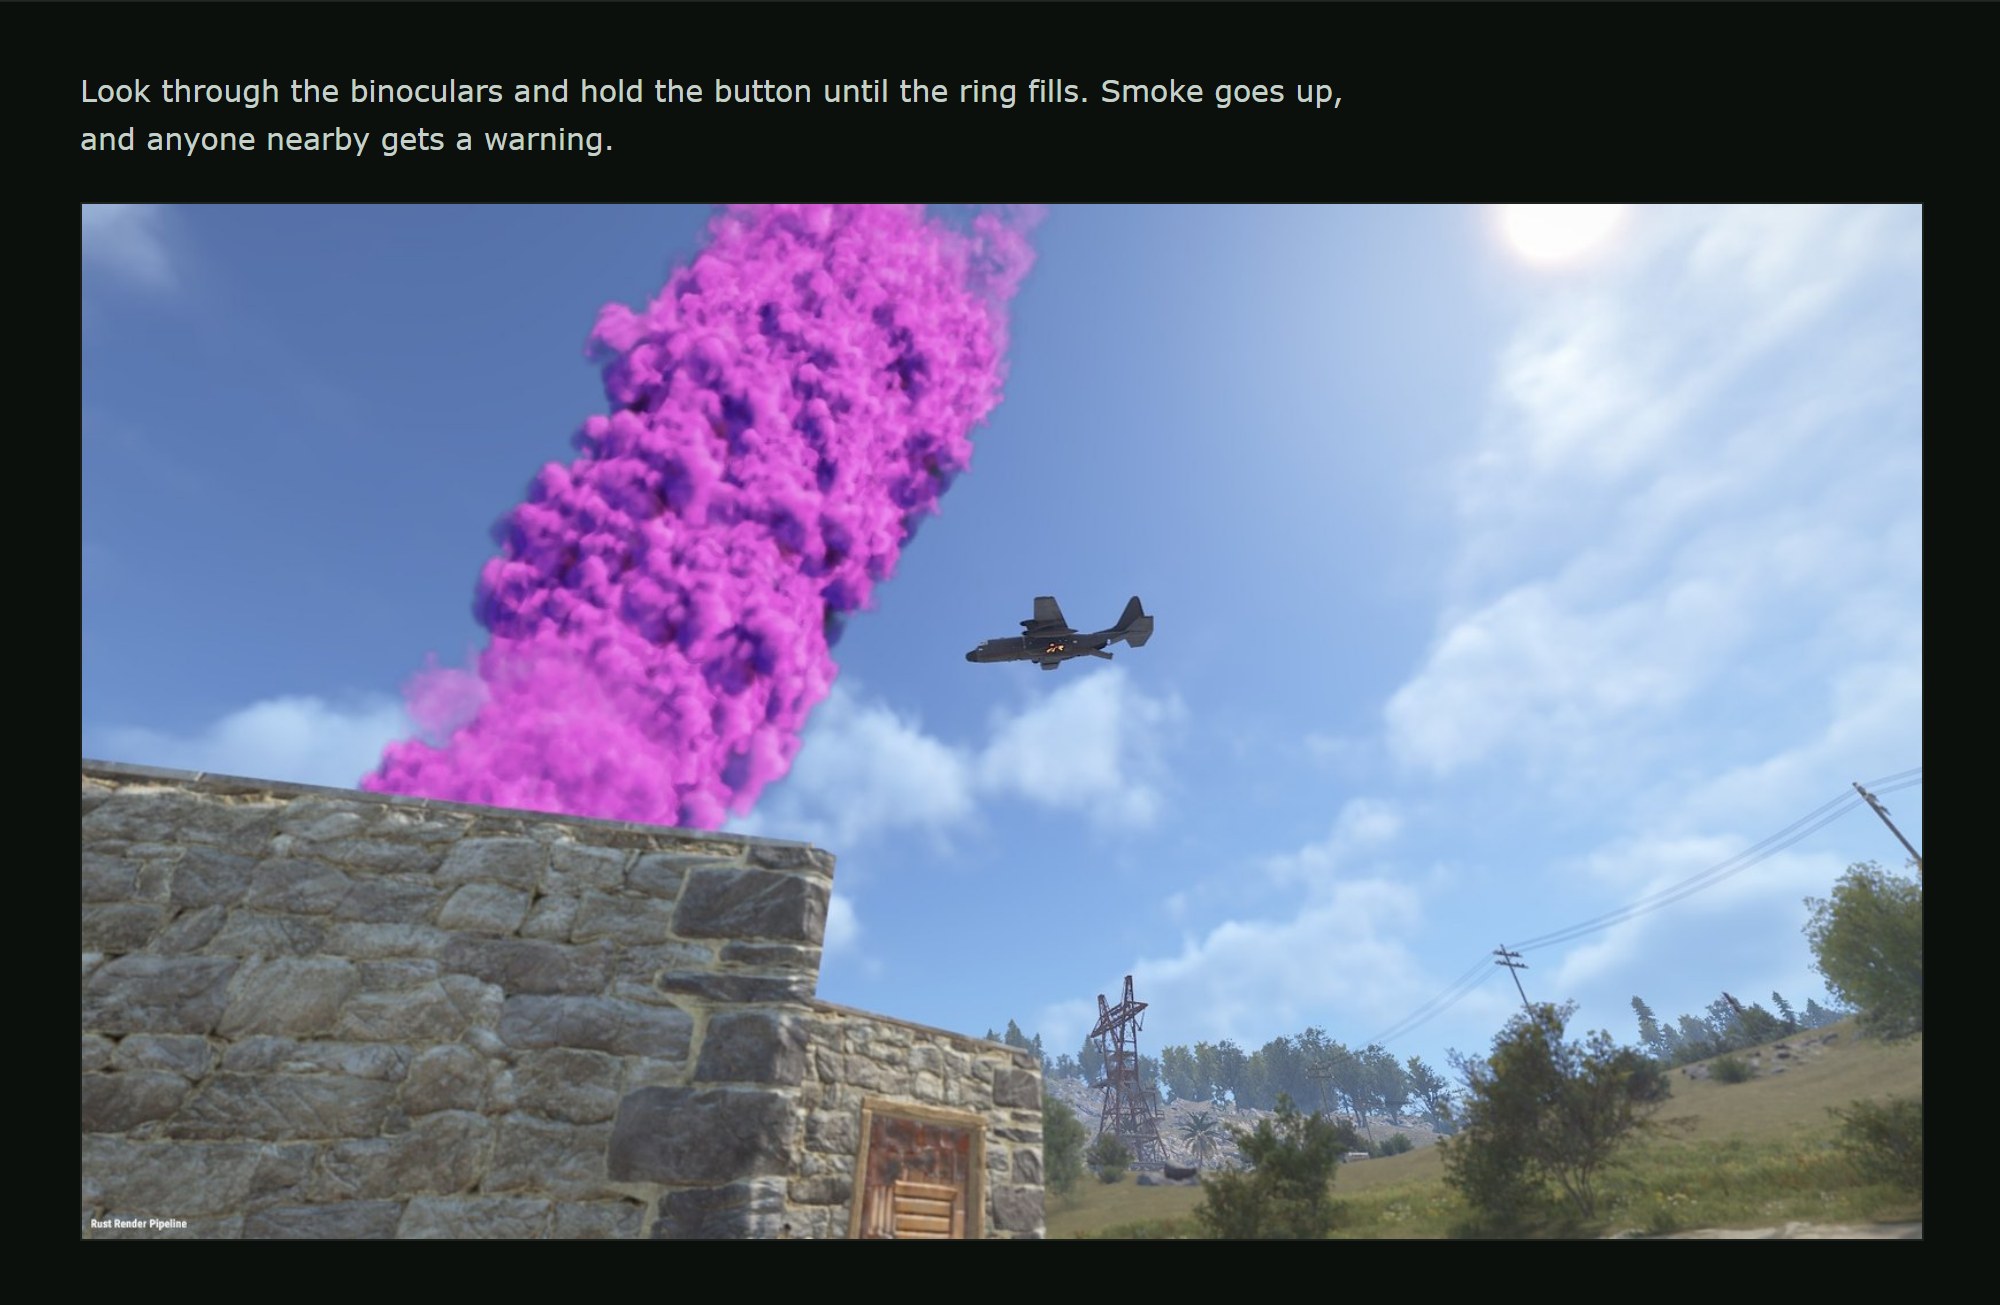 Look through the binoculars and hold the button until the ring fills. Smoke goes up,
and anyone nearby gets a warning.
Rust Render Pipeline